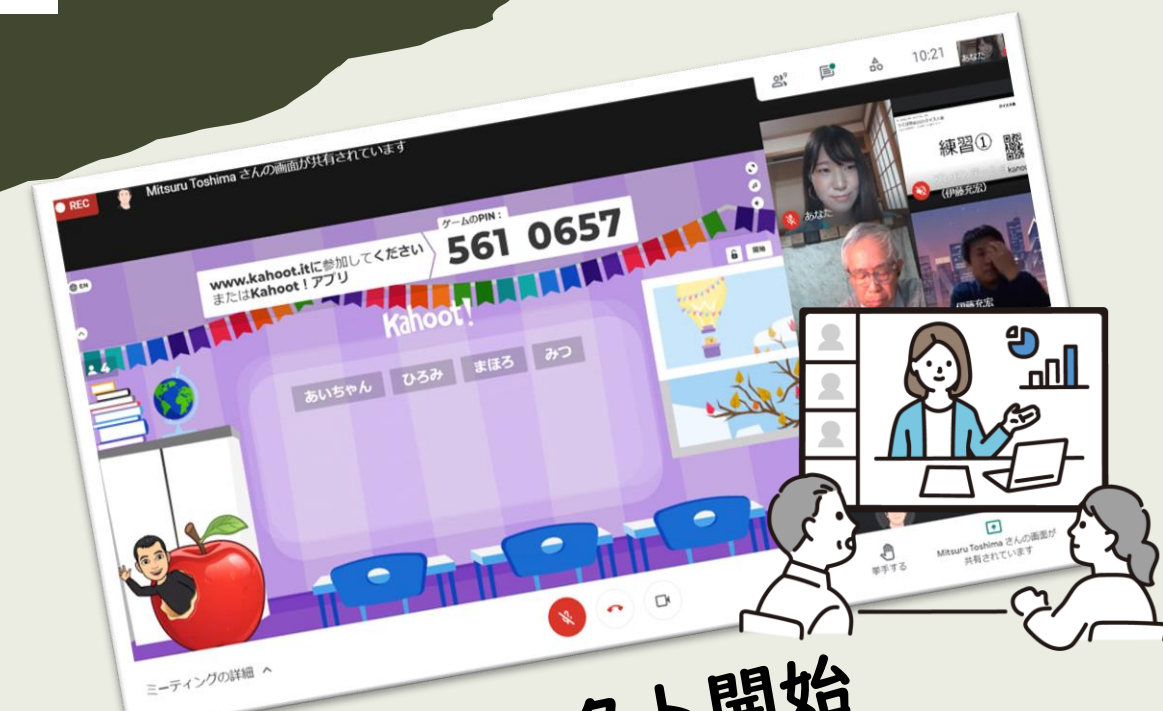 REC
Mitsuru Toshima さんの画面が共有されています
10:21
あなた
EN
www.kahoot.itに参加してください
またはKahoot！アプリ
ゲームのPIN：
561 0657
開始
Kahoot!
4
あいちゃん
ひろみ
まほろ
みつ
練習①
(伊藤充宏)
あなた
伊藤充宏
挙手する
Mitsuru Toshima さんの画面が
共有されています
ミーティングの詳細
ト開始